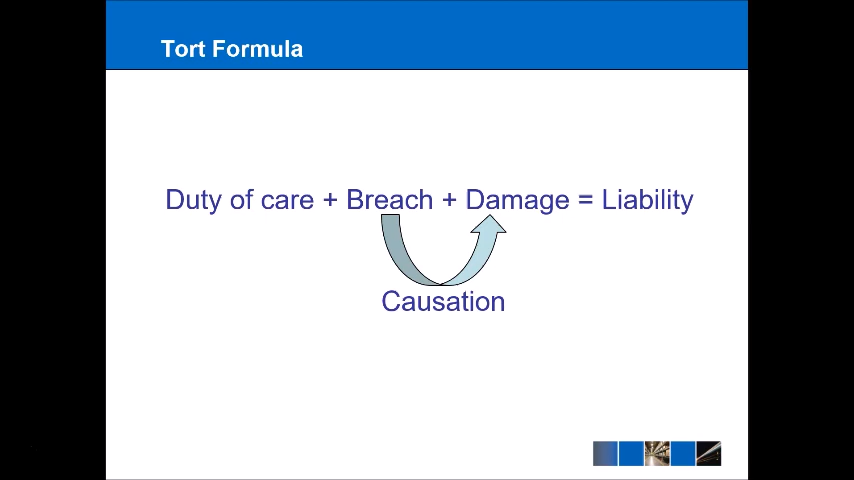 Tort Formula
Duty of care + Breach + Damage = Liability
Causation